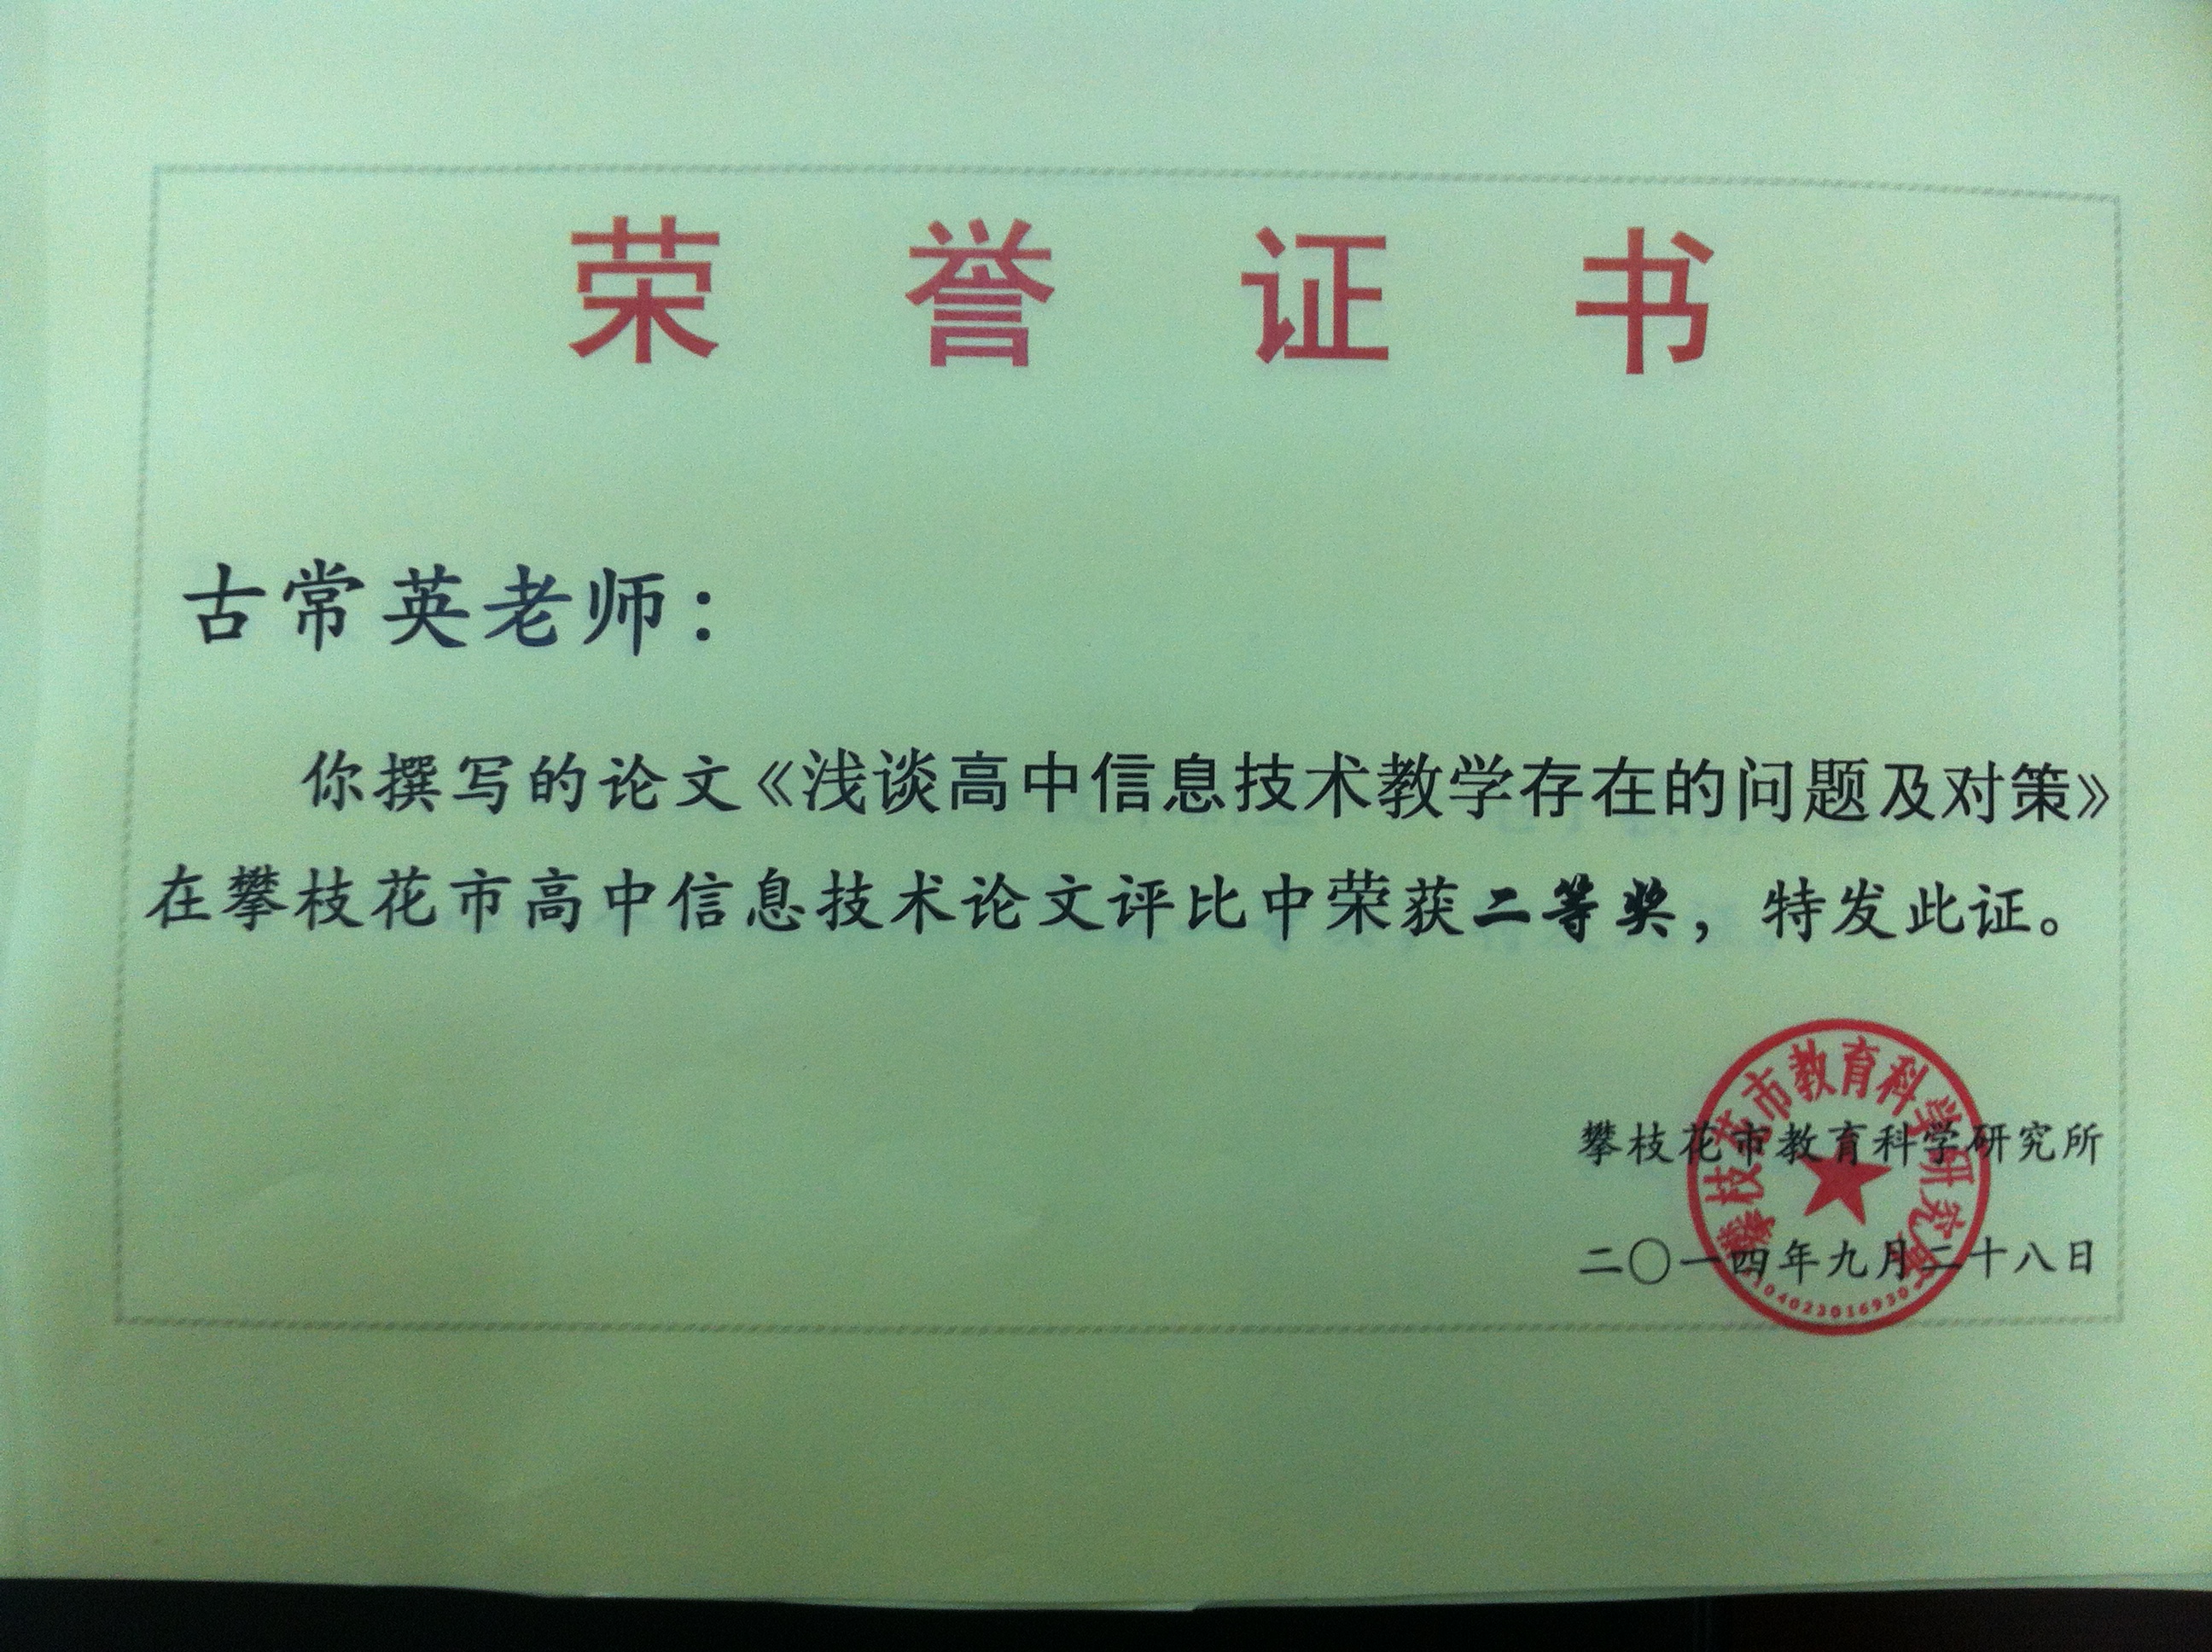 荣誉证书
古常英老师：
你撰写的论文《浅谈高中信息技术教学存在的问题及对策》
在攀枝花市高中信息技术论文评比中荣获二等奖，特发此证。
攀枝花市教育科学研究所
二〇一四年九月二十八日
攀枝花市教育科学研究所